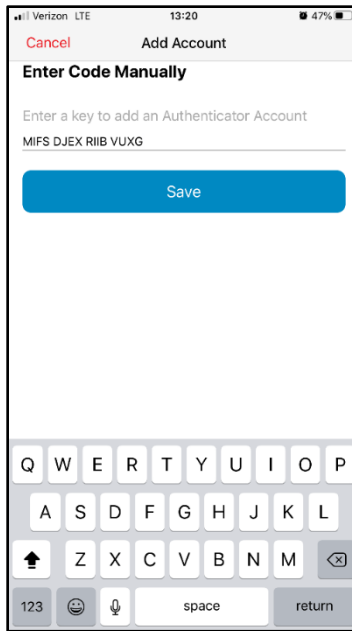 Verizon LTE 13:20 47%
Cancel Add Account
Enter Code Manually
Enter a key to add an Authenticator Account
MIFS DJEX RIIB VUXG
Save
Q W E R T Y U I O P
A S D F G H J K L
Z X C V B N M
123 space return